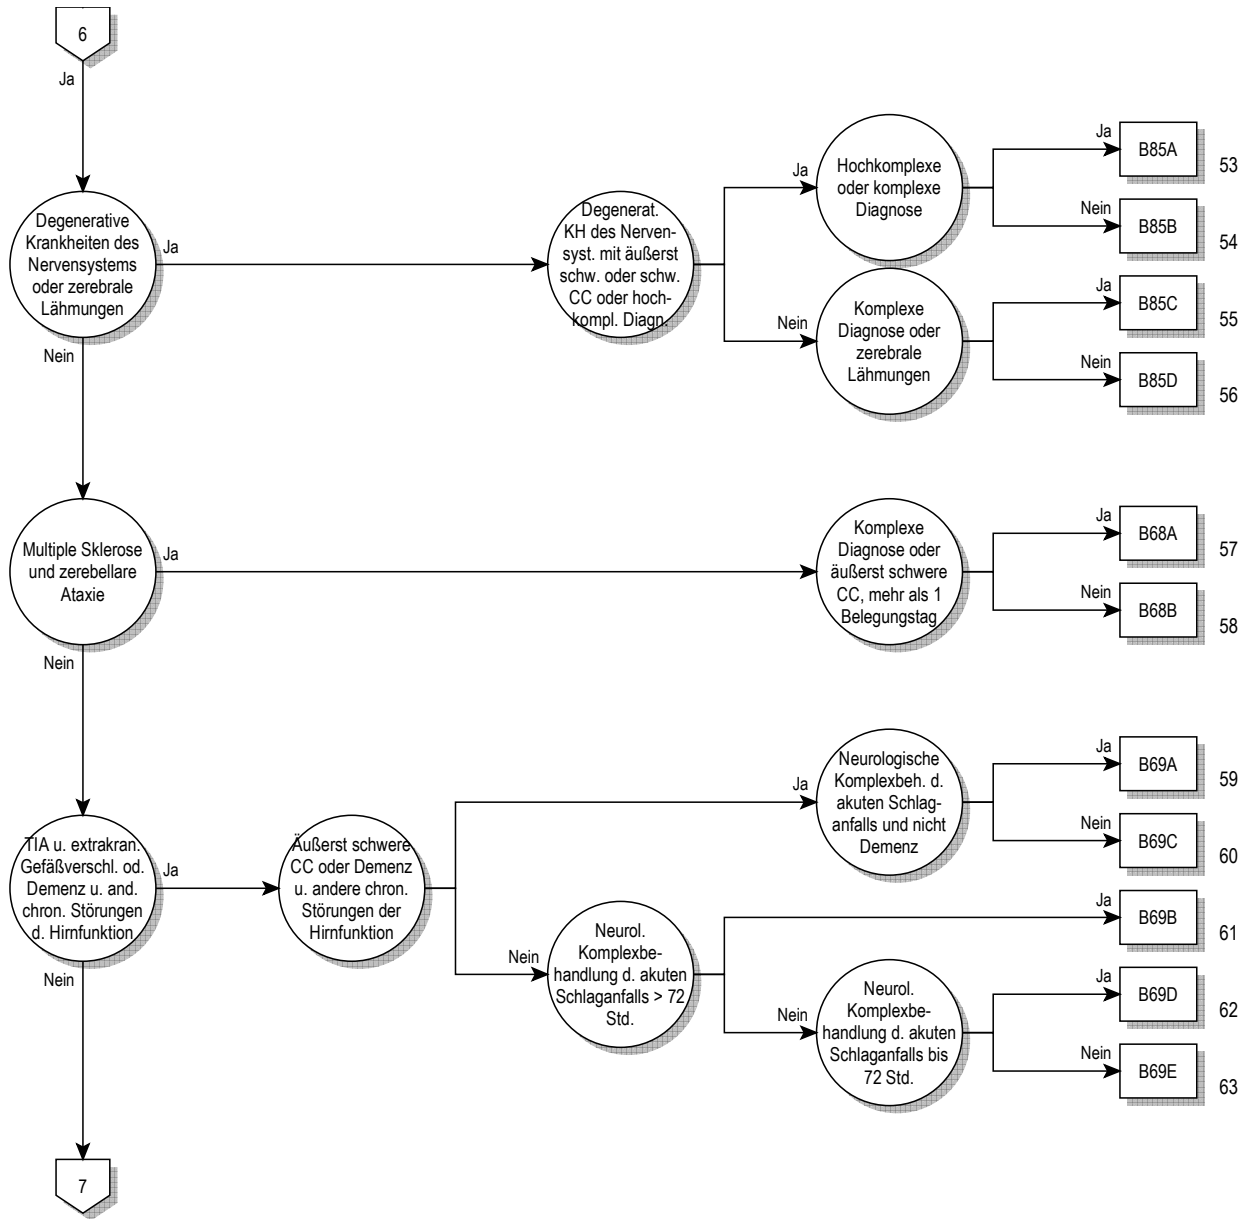 6
Ja
Degenerative
Krankheiten des
Nervensystems
oder zerebrale
Lähmungen
Ja
Nein
Degenerat.
KH des Nerven-
syst. mit äußerst
schw. oder schw.
CC oder hoch-
kompl. Diagn.
Ja
Hochkomplexe
oder komplexe
Diagnose
Ja
B85A
53
Nein
B85B
54
Nein
Komplexe
Diagnose oder
zerebrale
Lähmungen
Ja
B85C
55
Nein
B85D
56
Multiple Sklerose
und zerebellare
Ataxie
Ja
Nein
Komplexe
Diagnose oder
äußerst schwere
CC, mehr als 1
Belegungstag
Ja
B68A
57
Nein
B68B
58
TIA u. extrakran.
Gefäßverschl. od.
Demenz u. and.
chron. Störungen
d. Hirnfunktion
Ja
Nein
Äußerst schwere
CC oder Demenz
u. andere chron.
Störungen der
Hirnfunktion
Ja
Neurologische
Komplexbeh. d.
akuten Schlag-
anfalls und nicht
Demenz
Ja
B69A
59
Nein
B69C
60
Nein
Neurol.
Komplexbe-
handlung d. akuten
Schlaganfalls > 72
Std.
Ja
B69B
61
Nein
Neurol.
Komplexbe-
handlung d. akuten
Schlaganfalls bis
72 Std.
Ja
B69D
62
Nein
B69E
63
7